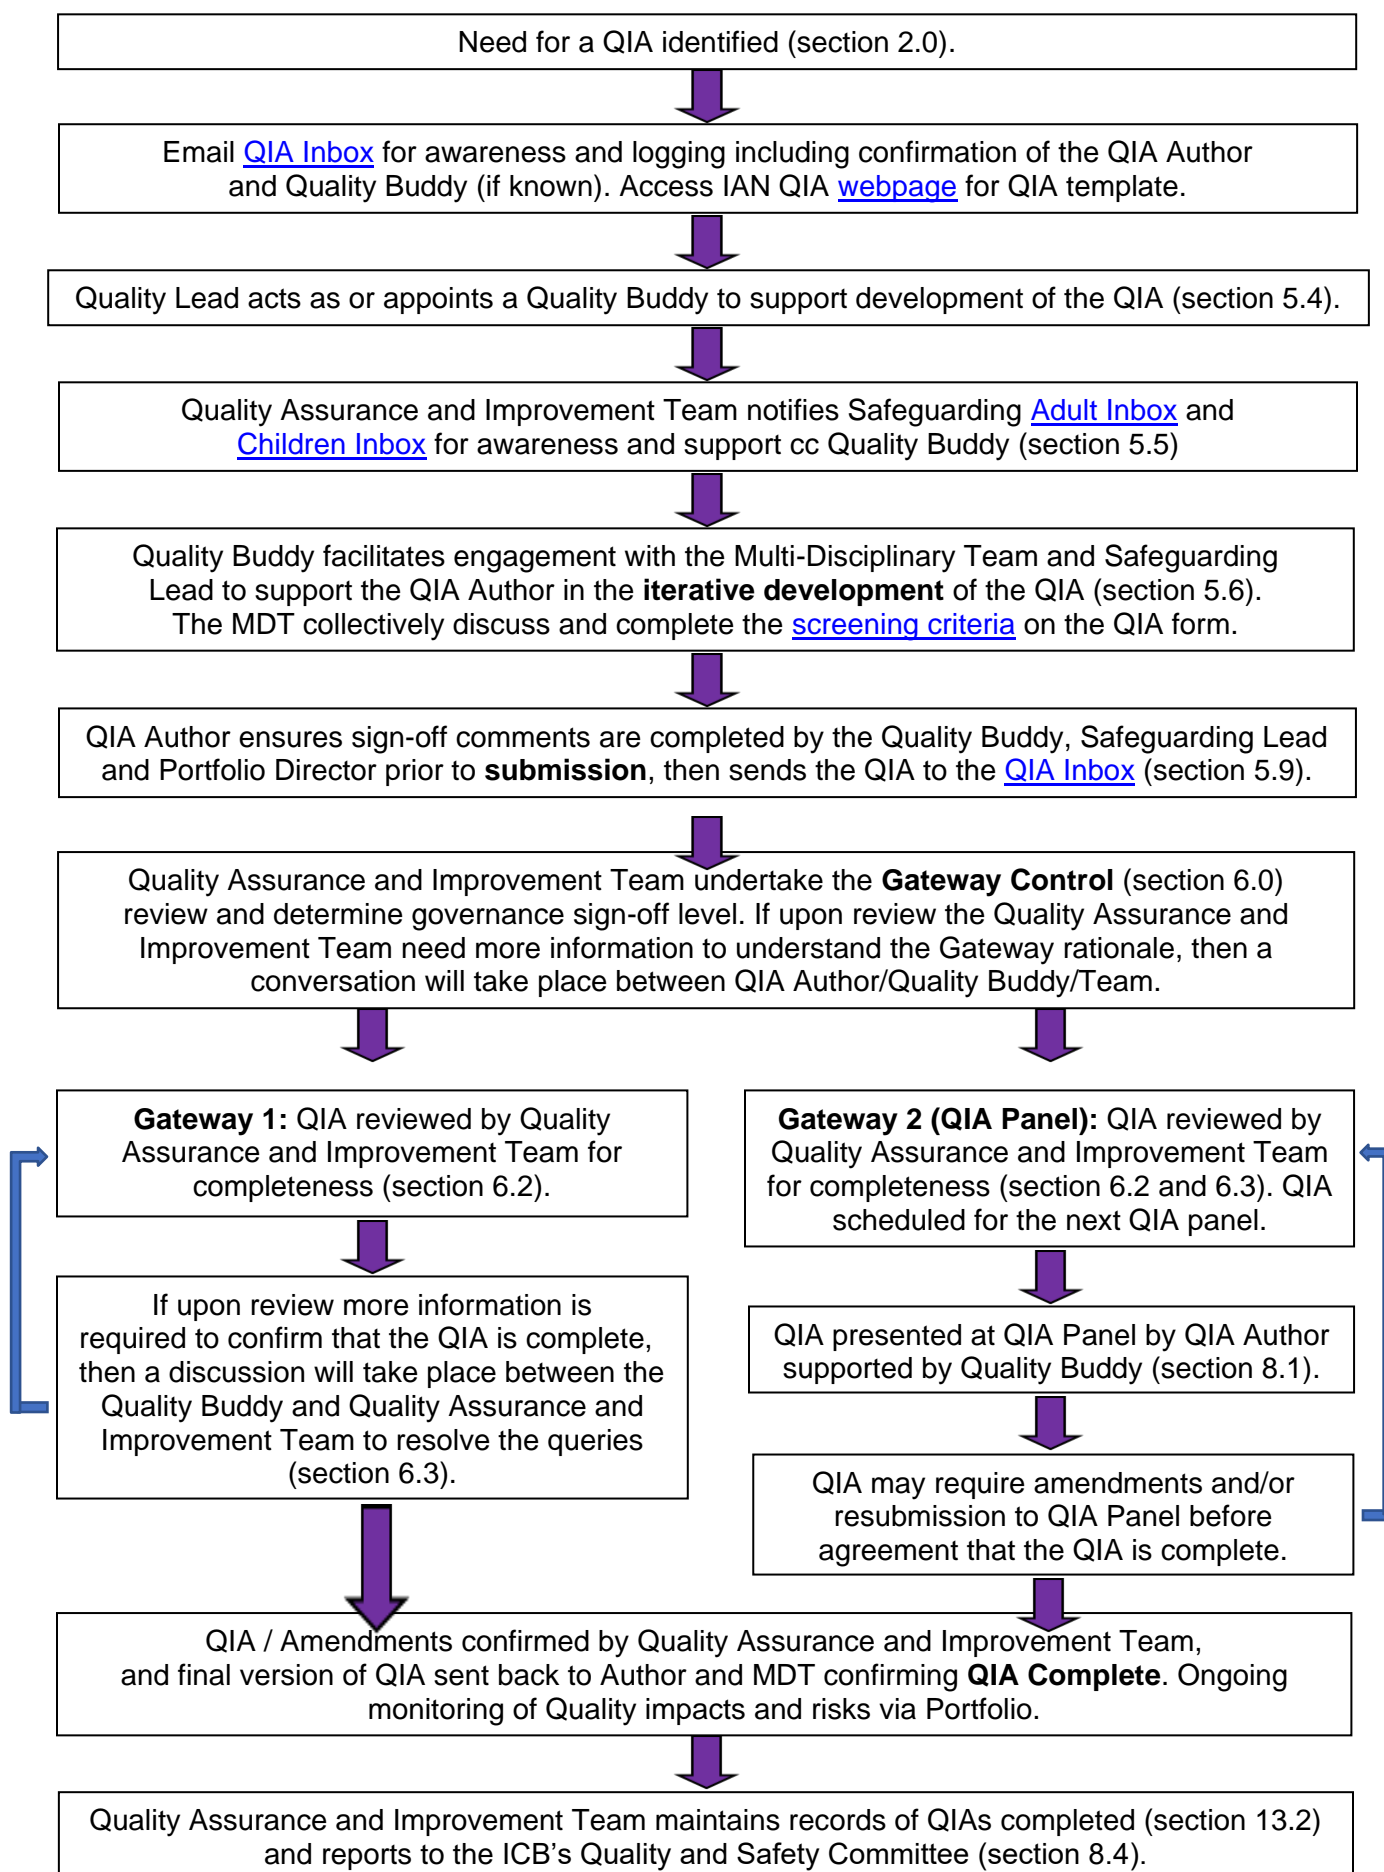 Need for a QIA identified (section 2.0).
Email QIA Inbox for awareness and logging including confirmation of the QIA Author
and Quality Buddy (if known). Access IAN QIA webpage for QIA template.
Quality Lead acts as or appoints a Quality Buddy to support development of the QIA (section 5.4).
Quality Assurance and Improvement Team notifies Safeguarding Adult Inbox and
Children Inbox for awareness and support cc Quality Buddy (section 5.5)
Quality Buddy facilitates engagement with the Multi-Disciplinary Team and Safeguarding
Lead to support the QIA Author in the iterative development of the QIA (section 5.6).
The MDT collectively discuss and complete the screening criteria on the QIA form.
QIA Author ensures sign-off comments are completed by the Quality Buddy, Safeguarding Lead
and Portfolio Director prior to submission, then sends the QIA to the QIA Inbox (section 5.9).
Quality Assurance and Improvement Team undertake the Gateway Control (section 6.0)
review and determine governance sign-off level. If upon review the Quality Assurance and
Improvement Team need more information to understand the Gateway rationale, then a
conversation will take place between QIA Author/Quality Buddy/Team.
Gateway 1: QIA reviewed by Quality
Assurance and Improvement Team for
completeness (section 6.2).
If upon review more information is
required to confirm that the QIA is complete,
then a discussion will take place between the
Quality Buddy and Quality Assurance and
Improvement Team to resolve the queries
(section 6.3).
Gateway 2 (QIA Panel): QIA reviewed by
Quality Assurance and Improvement Team
for completeness (section 6.2 and 6.3). QIA
scheduled for the next QIA panel.
QIA presented at QIA Panel by QIA Author
supported by Quality Buddy (section 8.1).
QIA may require amendments and/or
resubmission to QIA Panel before
agreement that the QIA is complete.
QIA / Amendments confirmed by Quality Assurance and Improvement Team,
and final version of QIA sent back to Author and MDT confirming QIA Complete. Ongoing
monitoring of Quality impacts and risks via Portfolio.
Quality Assurance and Improvement Team maintains records of QIAs completed (section 13.2)
and reports to the ICB's Quality and Safety Committee (section 8.4).